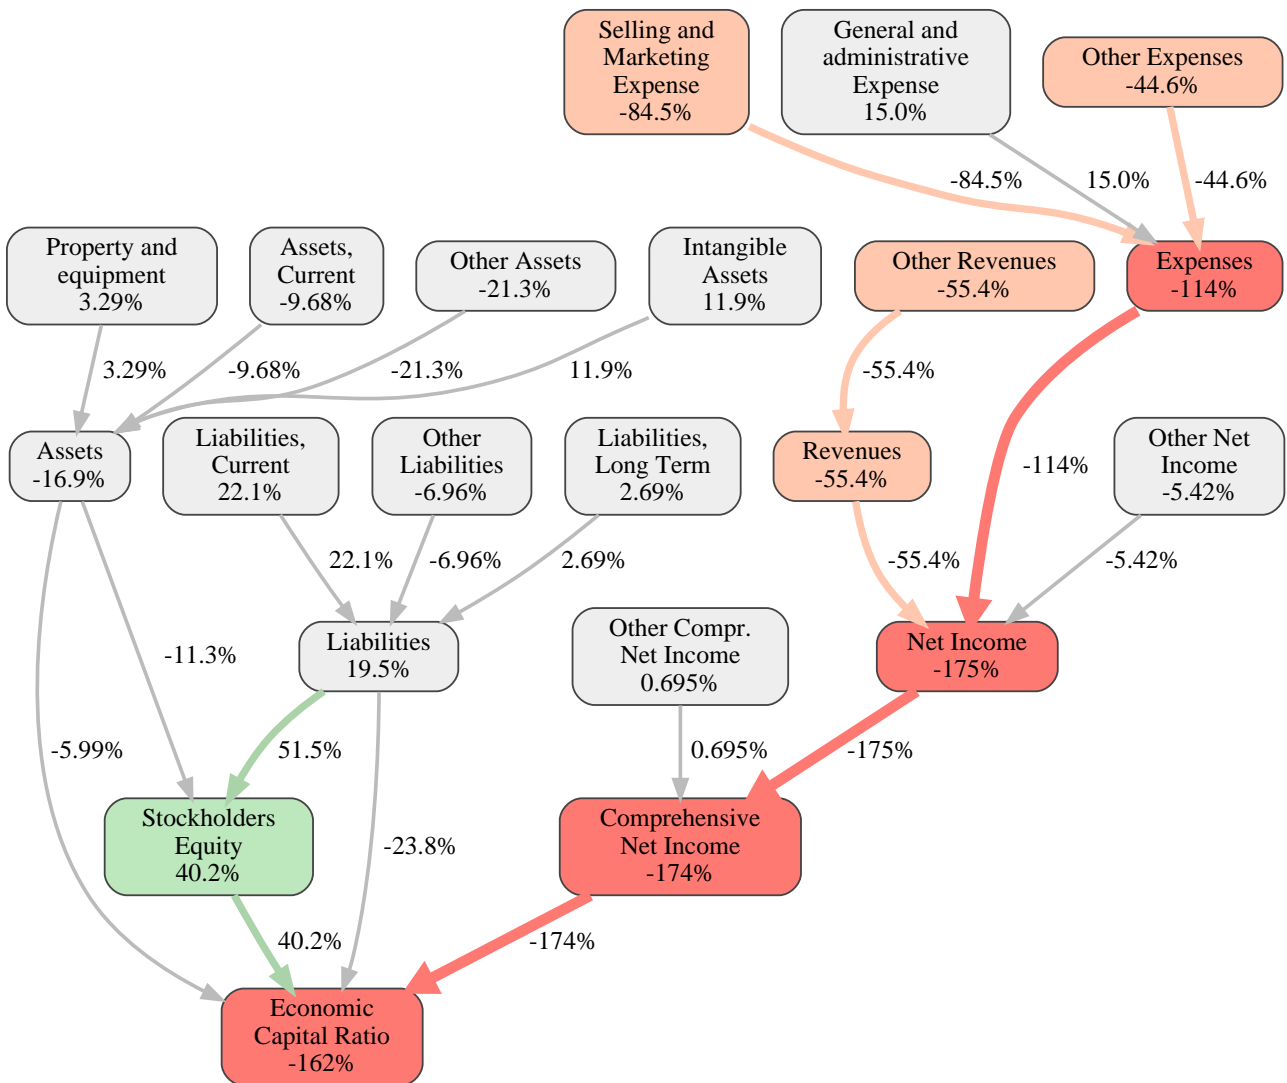 Selling and
Marketing
Expense
-84.5%
General and
administrative
Expense
15.0%
Other Expenses
-44.6%
-84.5%
15.0%
-44.6%
Property and
equipment
3.29%
Assets,
Current
-9.68%
Other Assets
-21.3%
Intangible
Assets
11.9%
Other Revenues
-55.4%
Expenses
-114%
3.29%
-9.68%
-21.3%
11.9%
-55.4%
Assets
-16.9%
Liabilities,
Current
22.1%
Other
Liabilities
-6.96%
Liabilities,
Long Term
2.69%
Revenues
-55.4%
-114%
Other Net
Income
-5.42%
22.1%
-6.96%
2.69%
-55.4%
-5.42%
-11.3%
Liabilities
19.5%
Other Compr.
Net Income
0.695%
Net Income
-175%
-5.99%
51.5%
0.695%
-175%
Stockholders
Equity
40.2%
-23.8%
Comprehensive
Net Income
-174%
40.2%
-174%
Economic
Capital Ratio
-162%